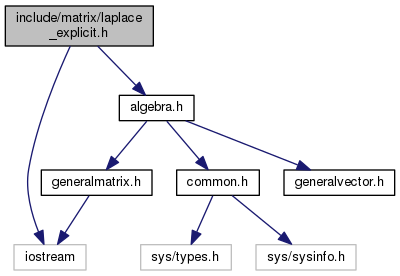 include/matrix/laplace
_explicit.h
algebra.h
generalmatrix.h
common.h
generalvector.h
iostream
sys/types.h
sys/sysinfo.h